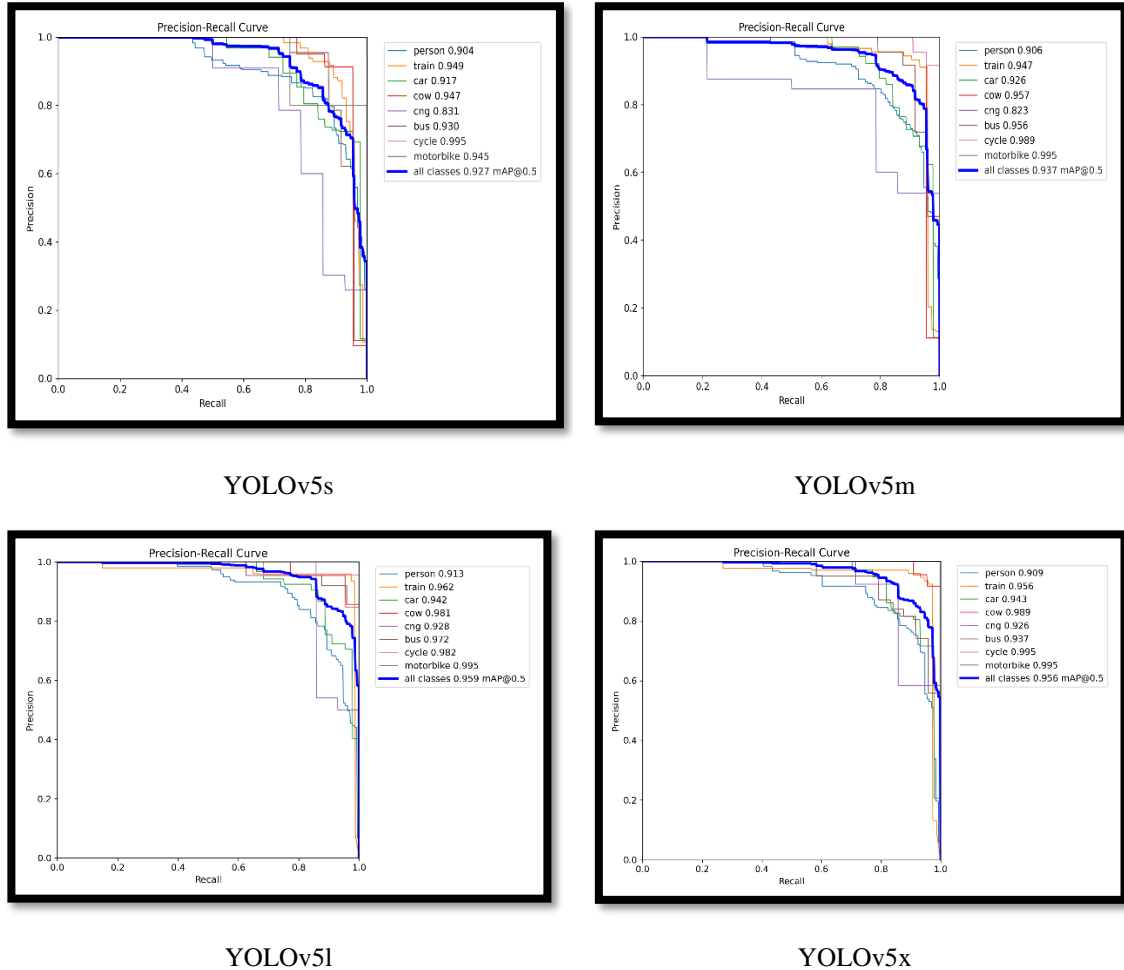 Precision-Recall Curve
1.0
0.8
0.6
0.4
0.2
0.0
Precision
0.0 0.2 0.4 0.6 0.8 1.0
Recall
person 0.904
train 0.949
car 0.917
cow 0.947
cng 0.831
bus 0.930
cycle 0.995
motorbike 0.945
all classes 0.927 mAP@0.5
YOLOv5s
Precision-Recall Curve
1.0
0.8
0.6
0.4
0.2
0.0
Precision
0.0 0.2 0.4 0.6 0.8 1.0
Recall
person 0.906
train 0.947
car 0.926
cow 0.957
cng 0.823
bus 0.956
cycle 0.989
motorbike 0.995
all classes 0.937 mAP@0.5
YOLOv5m
Precision-Recall Curve
1.0
0.8
0.6
0.4
0.2
0.0
Precision
0.0 0.2 0.4 0.6 0.8 1.0
Recall
person 0.913
train 0.962
car 0.942
cow 0.981
cng 0.928
bus 0.972
cycle 0.982
motorbike 0.995
all classes 0.959 mAP@0.5
YOLOv5l
Precision-Recall Curve
1.0
0.8
0.6
0.4
0.2
0.0
Precision
0.0 0.2 0.4 0.6 0.8 1.0
Recall
person 0.909
train 0.956
car 0.943
cow 0.989
cng 0.926
bus 0.937
cycle 0.995
motorbike 0.995
all classes 0.956 mAP@0.5
YOLOv5x